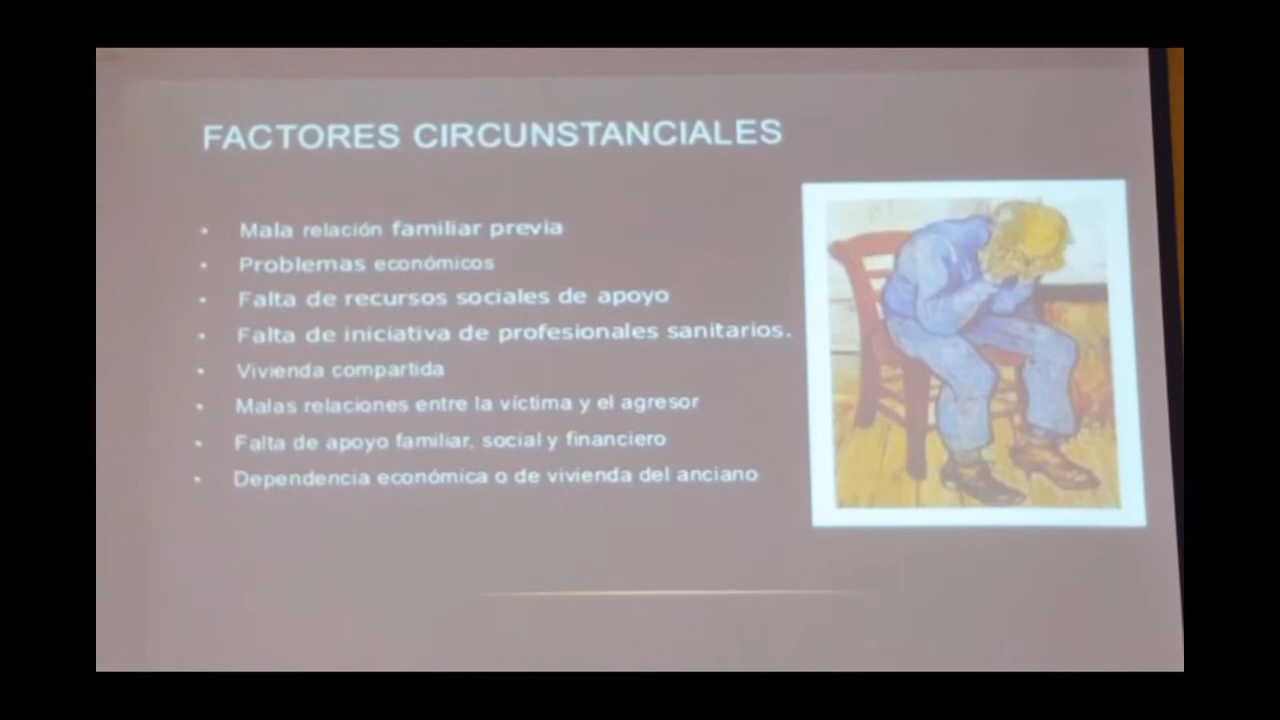 FACTORES CIRCUNSTANCIALES
• Mala relación familiar previa
• Problemas económicos
• Falta de recursos sociales de apoyo
• Falta de iniciativa de profesionales sanitarios.
• Vivienda compartida
• Malas relaciones entre la víctima y el agresor
• Falta de apoyo familiar, social y financiero
• Dependencia económica o de vivienda del anciano